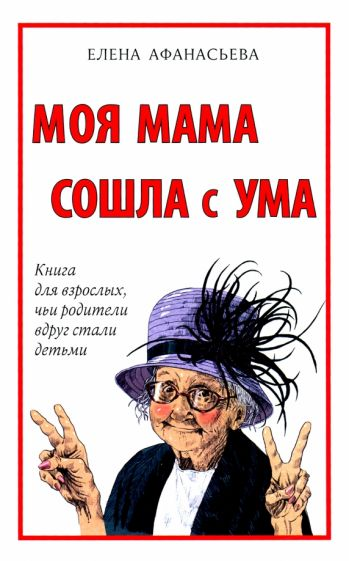 ЕЛЕНА АФАНАСЬЕВА
МОЯ МАМА
СОШЛА С УМА
Книга
для взрослых,
чьи родители
вдруг стали
детьми